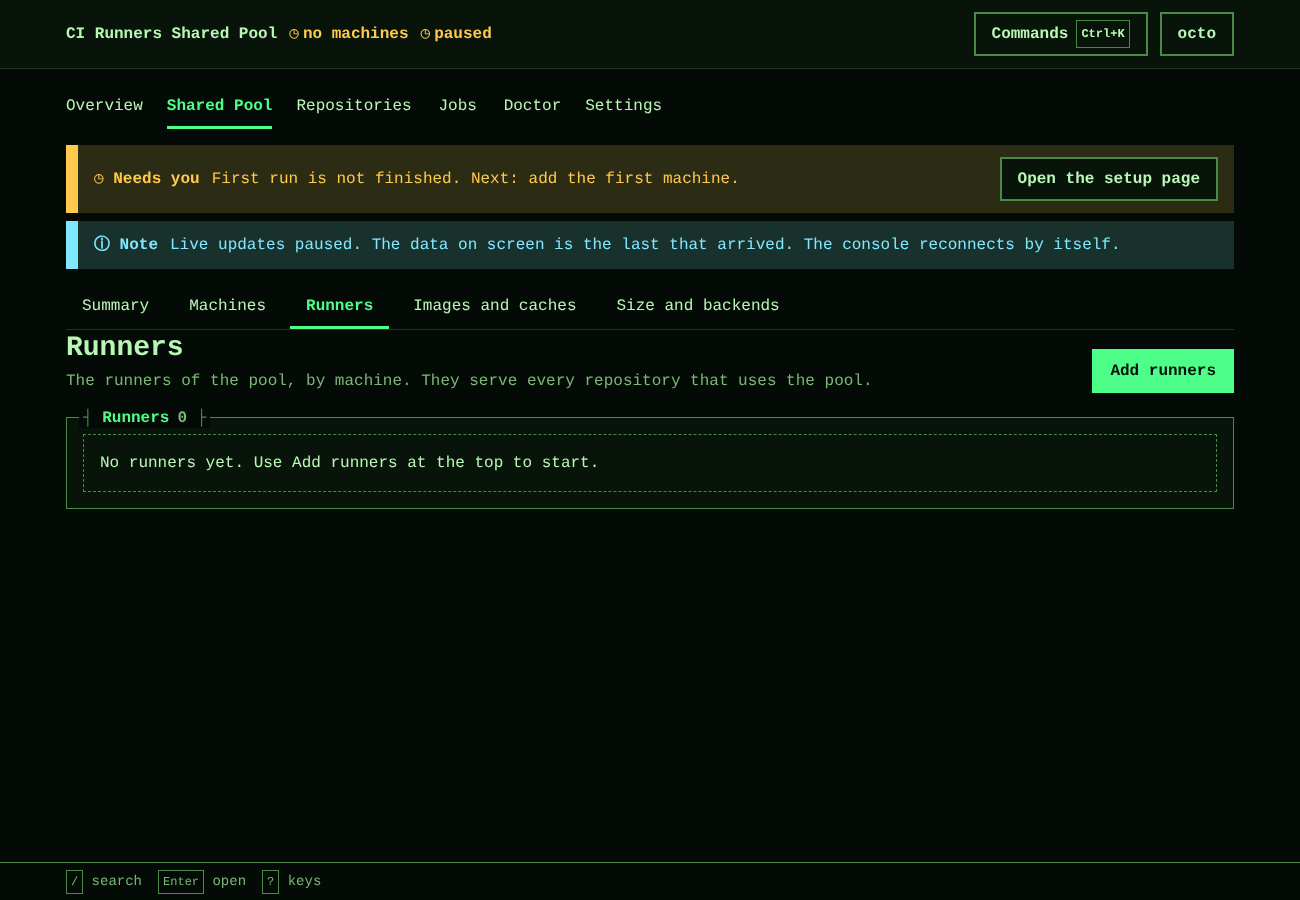 CI Runners Shared Pool ◷ no machines ◷ paused
Commands Ctrl+K octo
Overview Shared Pool Repositories Jobs Doctor Settings
◷ Needs you First run is not finished. Next: add the first machine. Open the setup page
ⓘ Note Live updates paused. The data on screen is the last that arrived. The console reconnects by itself.
Summary Machines Runners Images and caches Size and backends
Runners
The runners of the pool, by machine. They serve every repository that uses the pool.
Add runners
Runners 0
No runners yet. Use Add runners at the top to start.
/ search Enter open ? keys